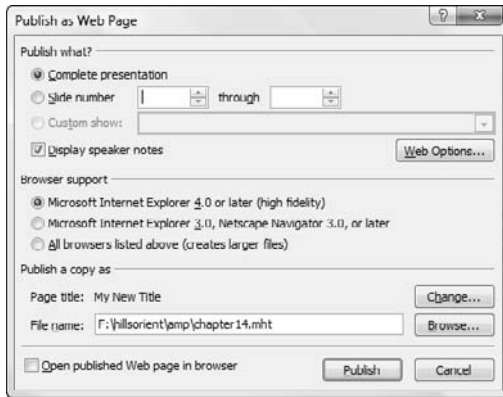 Publish as Web Page
Publish what?
Complete presentation
Slide number through
Custom show:
Display speaker notes Web Options...
Browser support
Microsoft Internet Explorer 4.0 or later (high fidelity)
Microsoft Internet Explorer 3.0, Netscape Navigator 3.0, or later
All browsers listed above (creates larger files)
Publish a copy as
Page title: My New Title Change...
File name: F:\hillsorient\amp\chapter14.mht Browse...
Open published Web page in browser Publish Cancel